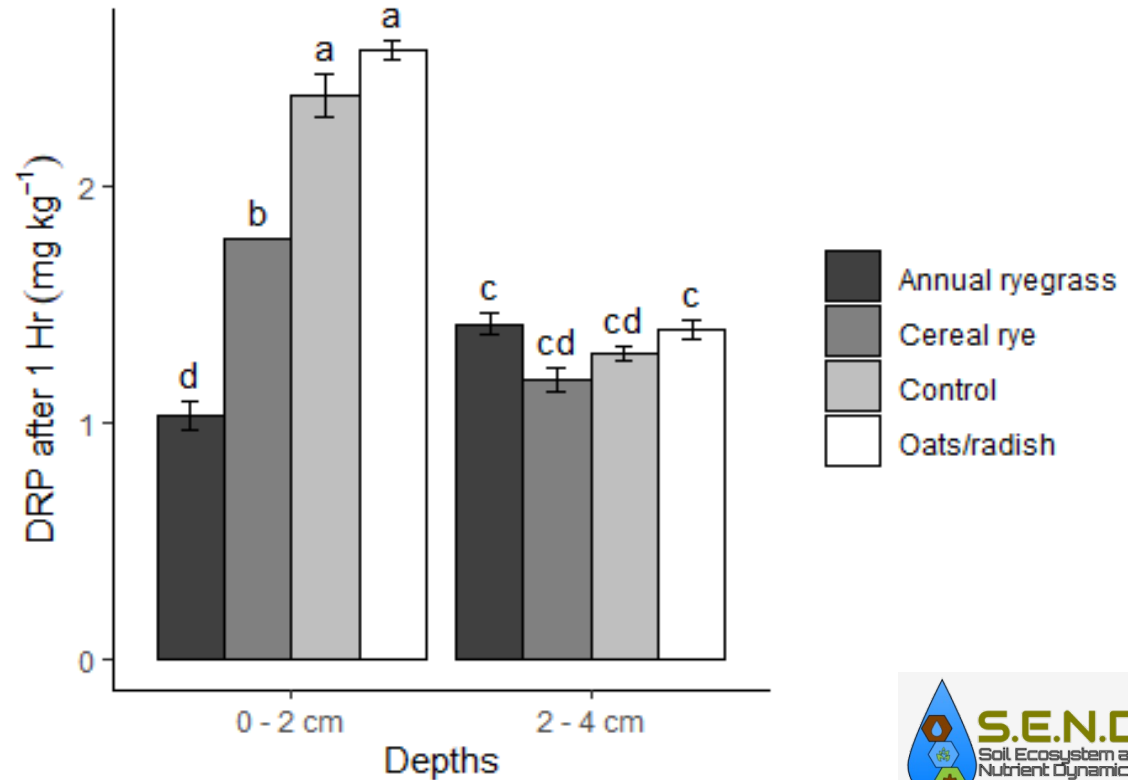 DRP after 1 Hr (mg kg⁻¹)
2
1
0
d
b
a
a
c
cd
cd
c
0 - 2 cm
2 - 4 cm
Depths
Annual ryegrass
Cereal rye
Control
Oats/radish
S.E.N.D
Soil Ecosystem a
Nutrient Dynamic